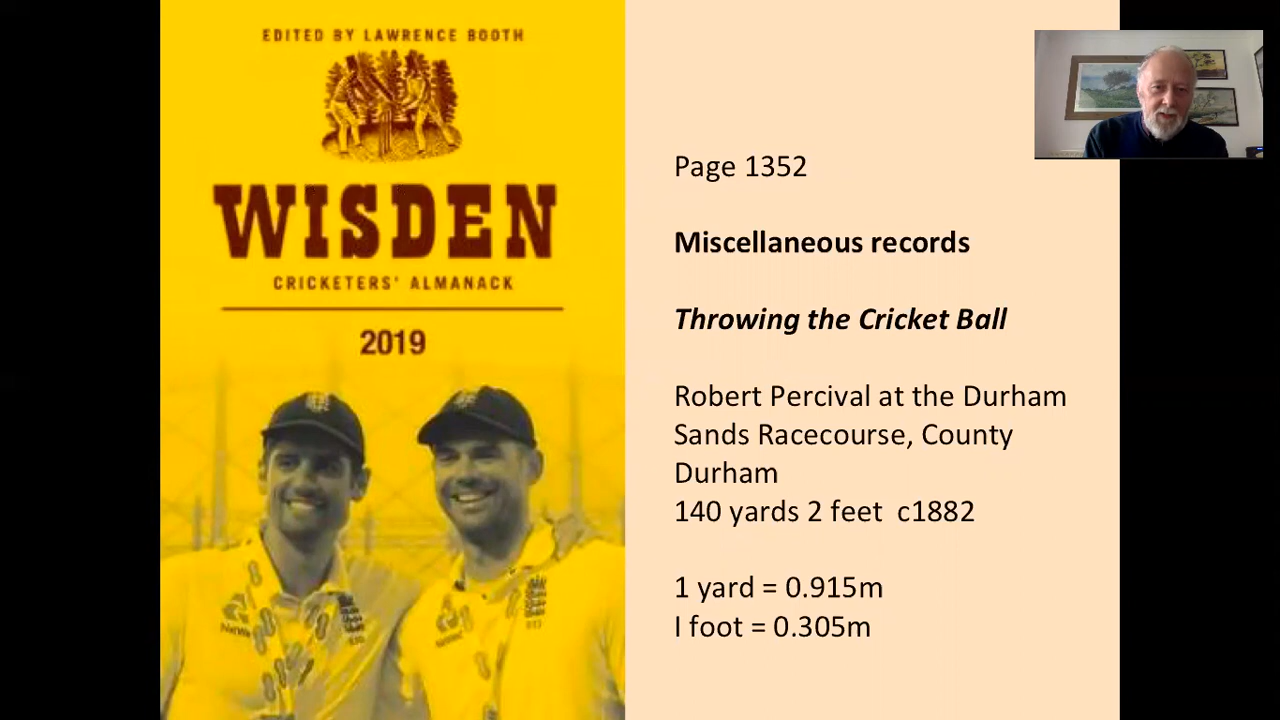 EDITED BY LAWRENCE BOOTH
WISDEN
CRICKETERS' ALMANACK
2019
Page 1352
Miscellaneous records
Throwing the Cricket Ball
Robert Percival at the Durham
Sands Racecourse, County
Durham
140 yards 2 feet c1882
1 yard = 0.915m
I foot = 0.305m